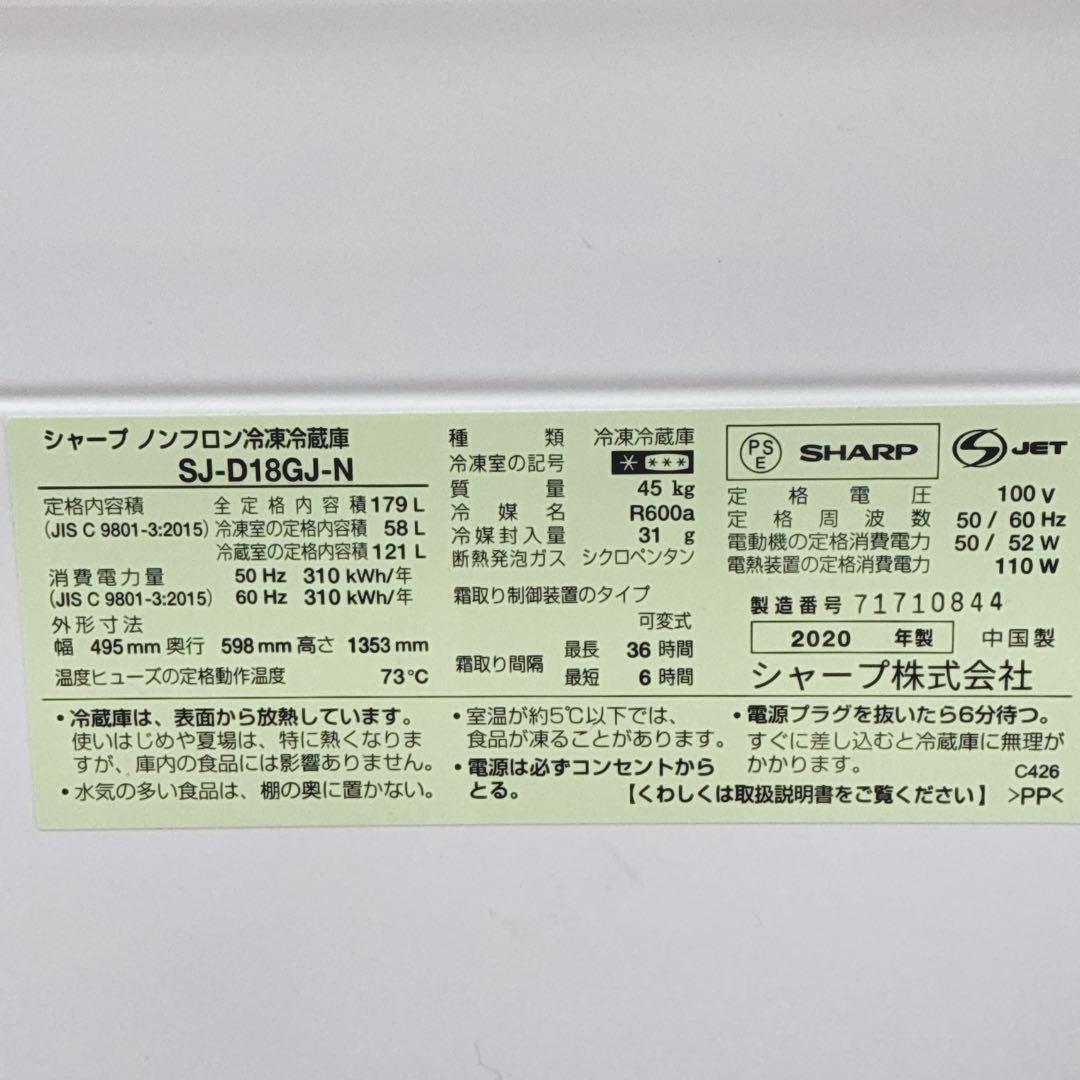 シャープ ノンフロン冷凍冷蔵庫
SJ-D18GJ-N
定格内容積 全定格内容積 179 L
(JIS C 9801-3:2015) 冷凍室の定格内容積 58 L
冷蔵室の定格内容積 121 L
消費電力量 50 Hz 310 kWh/年
(JIS C 9801-3:2015) 60 Hz 310 kWh/年
外形寸法
幅 495 mm 奥行 598 mm 高さ 1353 mm
温度ヒューズの定格動作温度 73℃
種類 冷凍冷蔵庫
冷凍室の記号 * ***
質量 45 kg
冷媒名 R600a
冷媒封入量 31 g
断熱発泡ガス シクロペンタン
霜取り制御装置のタイプ
可変式
霜取り間隔 最長 36 時間
最短 6 時間
PSE SHARP JET
定格電圧 100 V
定格周波数 50 / 60 Hz
電動機の定格消費電力 50 / 52 W
電熱装置の定格消費電力 110 W
製造番号 71710844
2020 年製 中国製
シャープ株式会社
・冷蔵庫は、表面から放熱しています。
使いはじめや夏場は、特に熱くなりま
すが、庫内の食品には影響ありません。
・水気の多い食品は、棚の奥に置かない。
・室温が約5℃以下では、
食品が凍ることがあります。
・電源は必ずコンセントから
とる。
・電源プラグを抜いたら6分待つ。
すぐに差し込むと冷蔵庫に無理が
かかります。
C426
【くわしくは取扱説明書をご覧ください】 >PP<